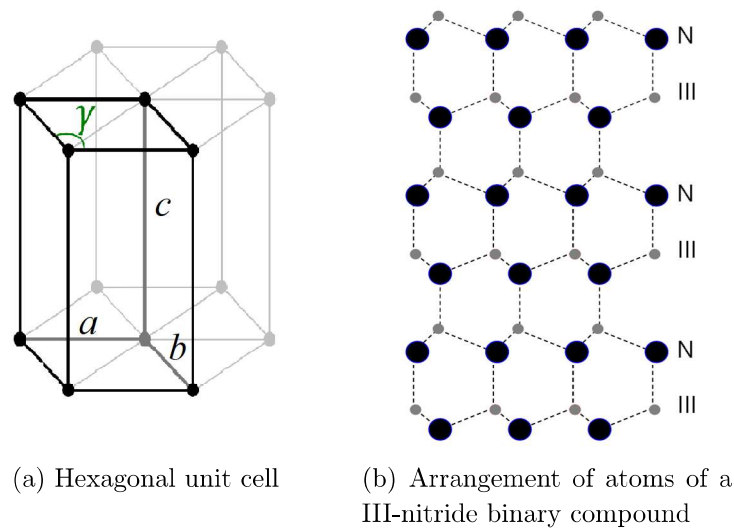 γ
c
a
b
N
III
N
III
N
III
(a) Hexagonal unit cell
(b) Arrangement of atoms of a
III-nitride binary compound